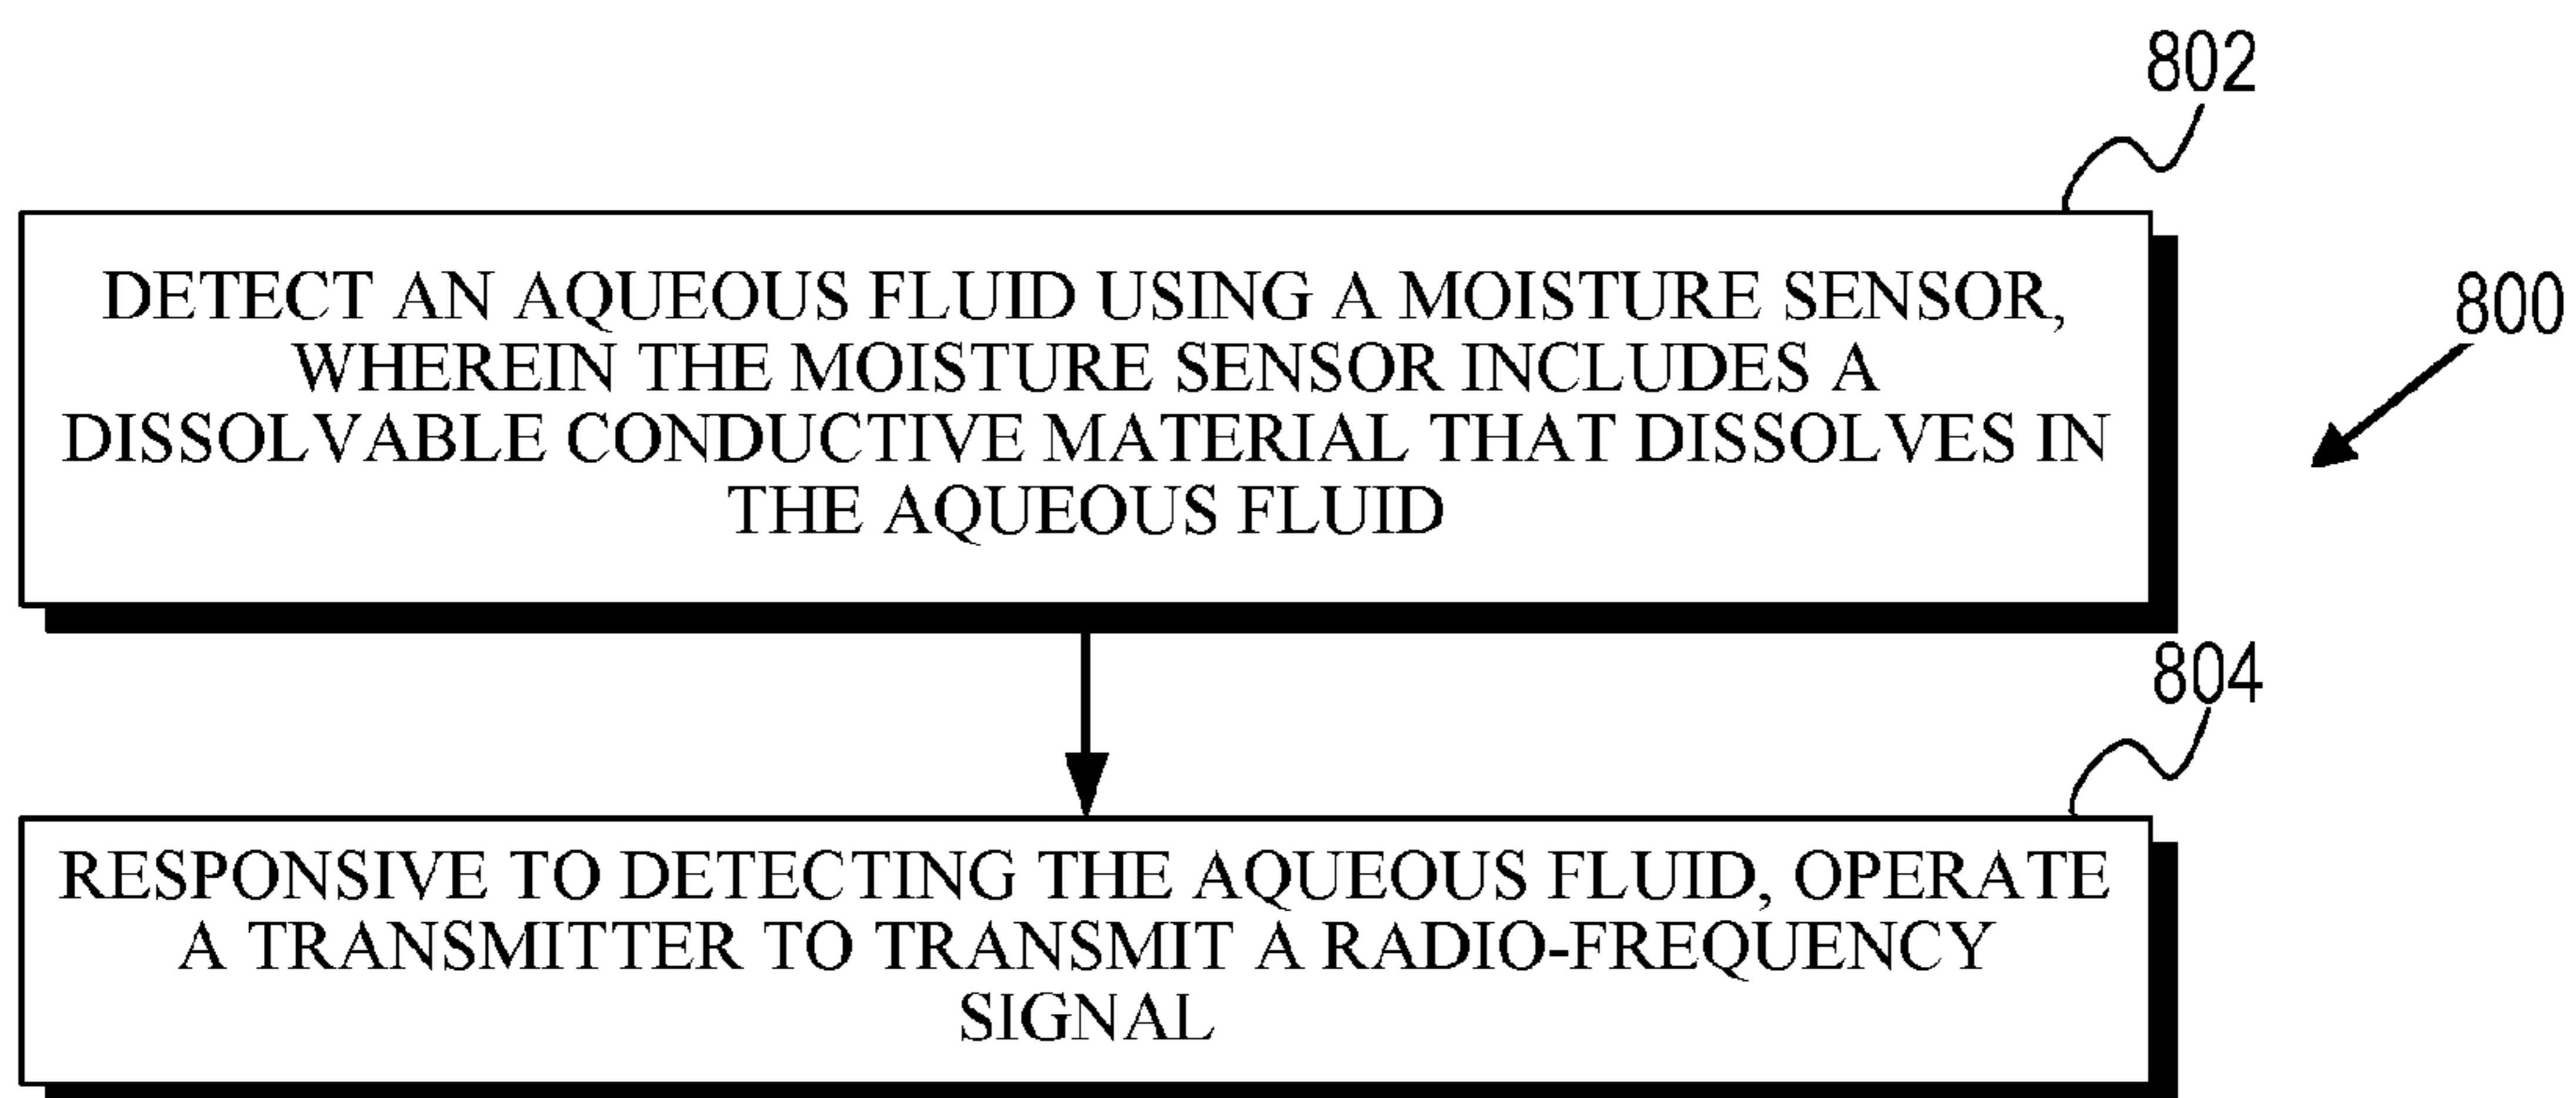 802
800
DETECT AN AQUEOUS FLUID USING A MOISTURE SENSOR,
WHEREIN THE MOISTURE SENSOR INCLUDES A
DISSOLVABLE CONDUCTIVE MATERIAL THAT DISSOLVES IN
THE AQUEOUS FLUID
804
RESPONSIVE TO DETECTING THE AQUEOUS FLUID, OPERATE
A TRANSMITTER TO TRANSMIT A RADIO-FREQUENCY
SIGNAL